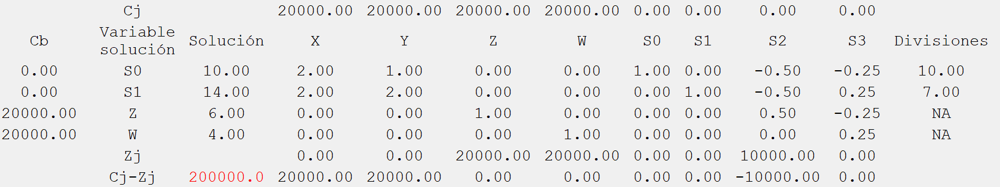 Cj 20000.00 20000.00 20000.00 20000.00 0.00 0.00 0.00 0.00
Cb Variable solución Solución X Y Z W S0 S1 S2 S3 Divisiones
0.00 S0 10.00 2.00 1.00 0.00 0.00 1.00 0.00 -0.50 -0.25 10.00
0.00 S1 14.00 2.00 2.00 0.00 0.00 0.00 1.00 -0.50 0.25 7.00
20000.00 Z 6.00 0.00 0.00 1.00 0.00 0.00 0.00 0.50 -0.25 NA
20000.00 W 4.00 0.00 0.00 0.00 1.00 0.00 0.00 0.00 0.25 NA
Zj 0.00 0.00 20000.00 20000.00 0.00 0.00 10000.00 0.00
Cj-Zj 200000.0 20000.00 20000.00 0.00 0.00 0.00 0.00 -10000.00 0.00